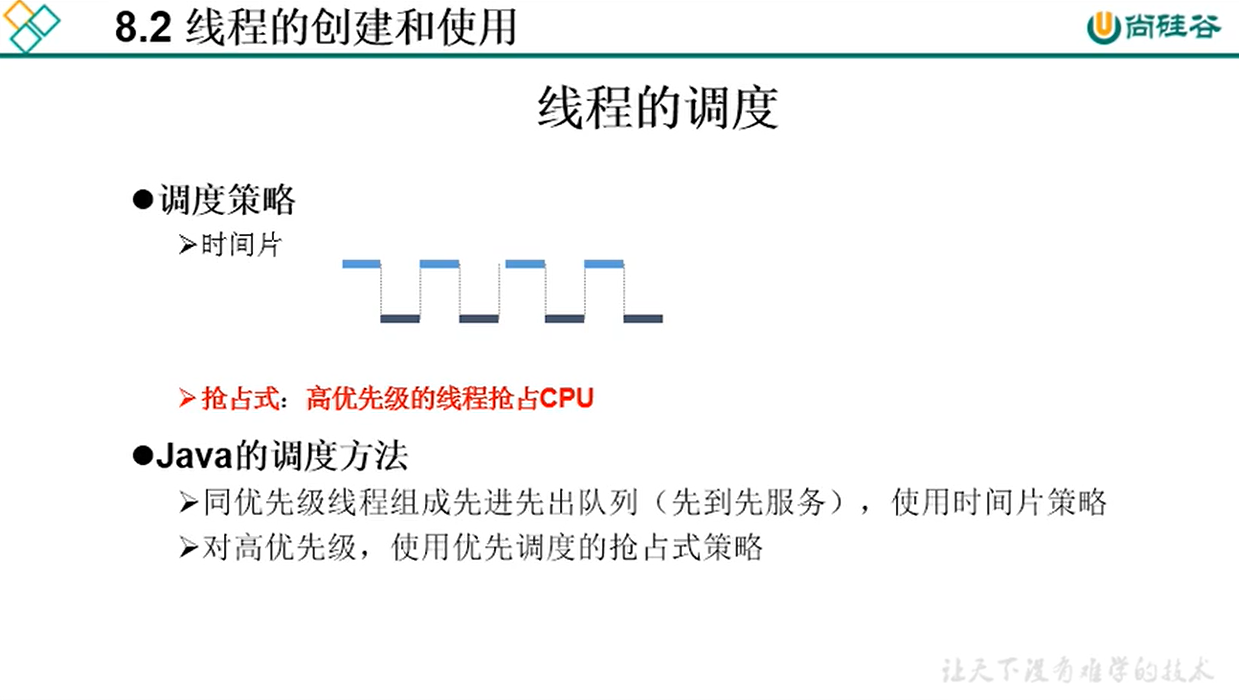 8.2 线程的创建和使用
尚硅谷
线程的调度
●调度策略
➢时间片
➢抢占式：高优先级的线程抢占CPU
●Java的调度方法
➢同优先级线程组成先进先出队列（先到先服务），使用时间片策略
➢对高优先级，使用优先调度的抢占式策略
让天下没有难学的技术